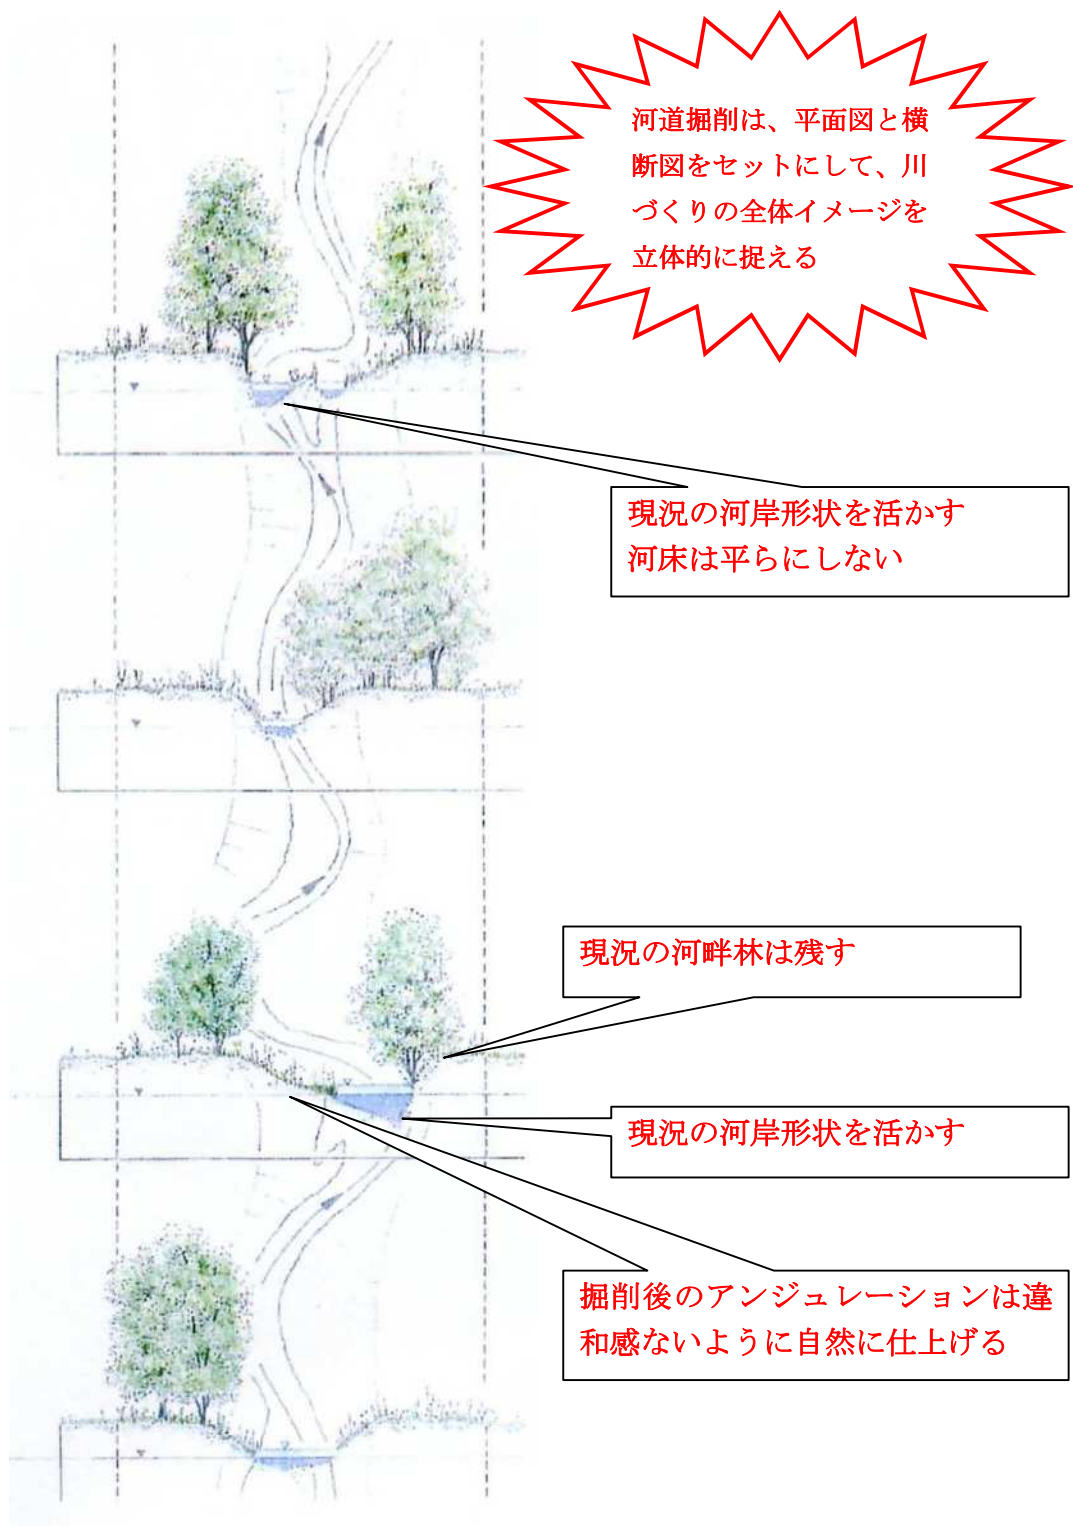 河道掘削は、平面図と横
断図をセットにして、川
づくりの全体イメージを
立体的に捉える
現況の河岸形状を活かす
河床は平らにしない
現況の河畔林は残す
現況の河岸形状を活かす
掘削後のアンジュレーションは違
和感ないように自然に仕上げる